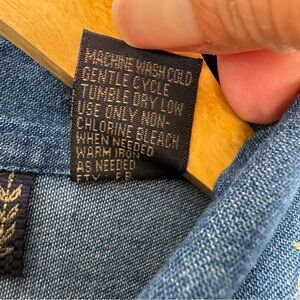 MACHINE WASH COLD
GENTLE CYCLE
TUMBLE DRY LOW
USE ONLY NON-
CHLORINE BLEACH
WHEN NEEDED
WARM IRON
AS NEEDED